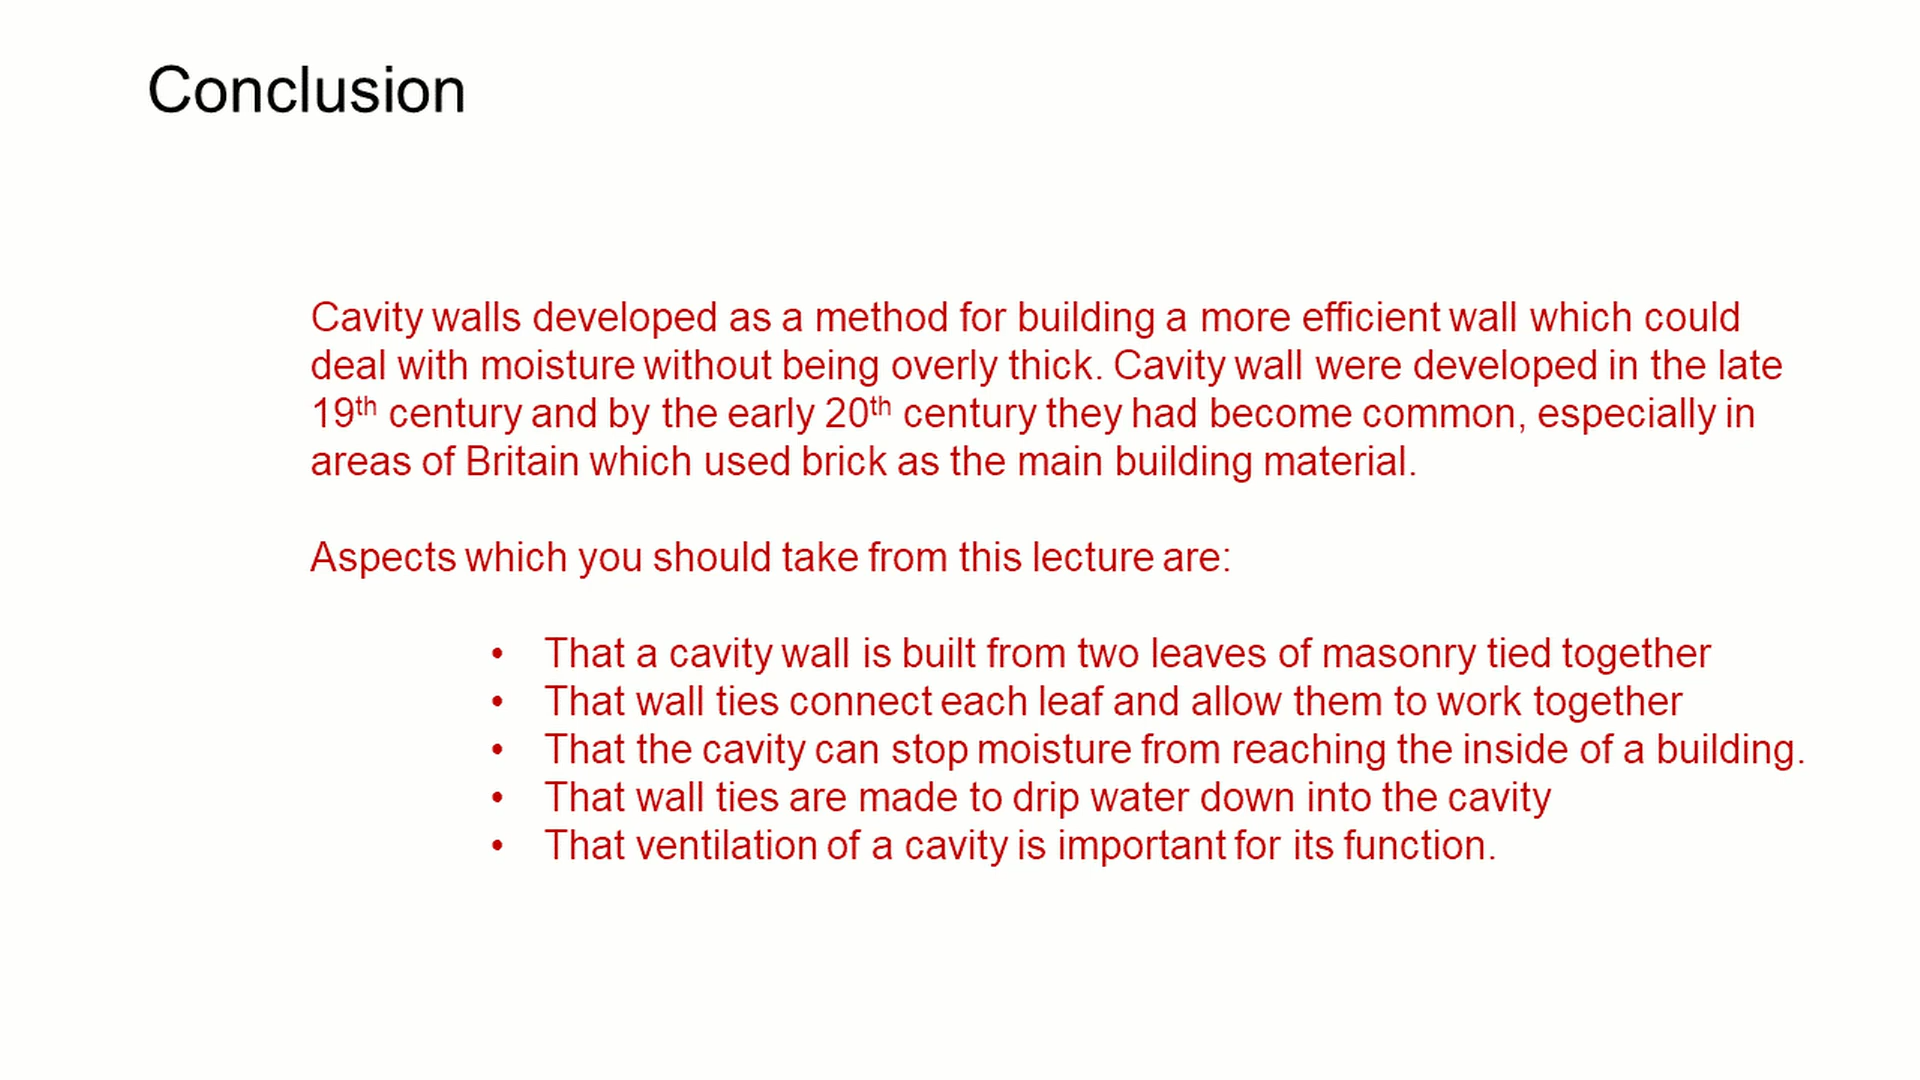 Conclusion
Cavity walls developed as a method for building a more efficient wall which could
deal with moisture without being overly thick. Cavity wall were developed in the late
19th century and by the early 20th century they had become common, especially in
areas of Britain which used brick as the main building material.
Aspects which you should take from this lecture are:
• That a cavity wall is built from two leaves of masonry tied together
• That wall ties connect each leaf and allow them to work together
• That the cavity can stop moisture from reaching the inside of a building.
• That wall ties are made to drip water down into the cavity
• That ventilation of a cavity is important for its function.